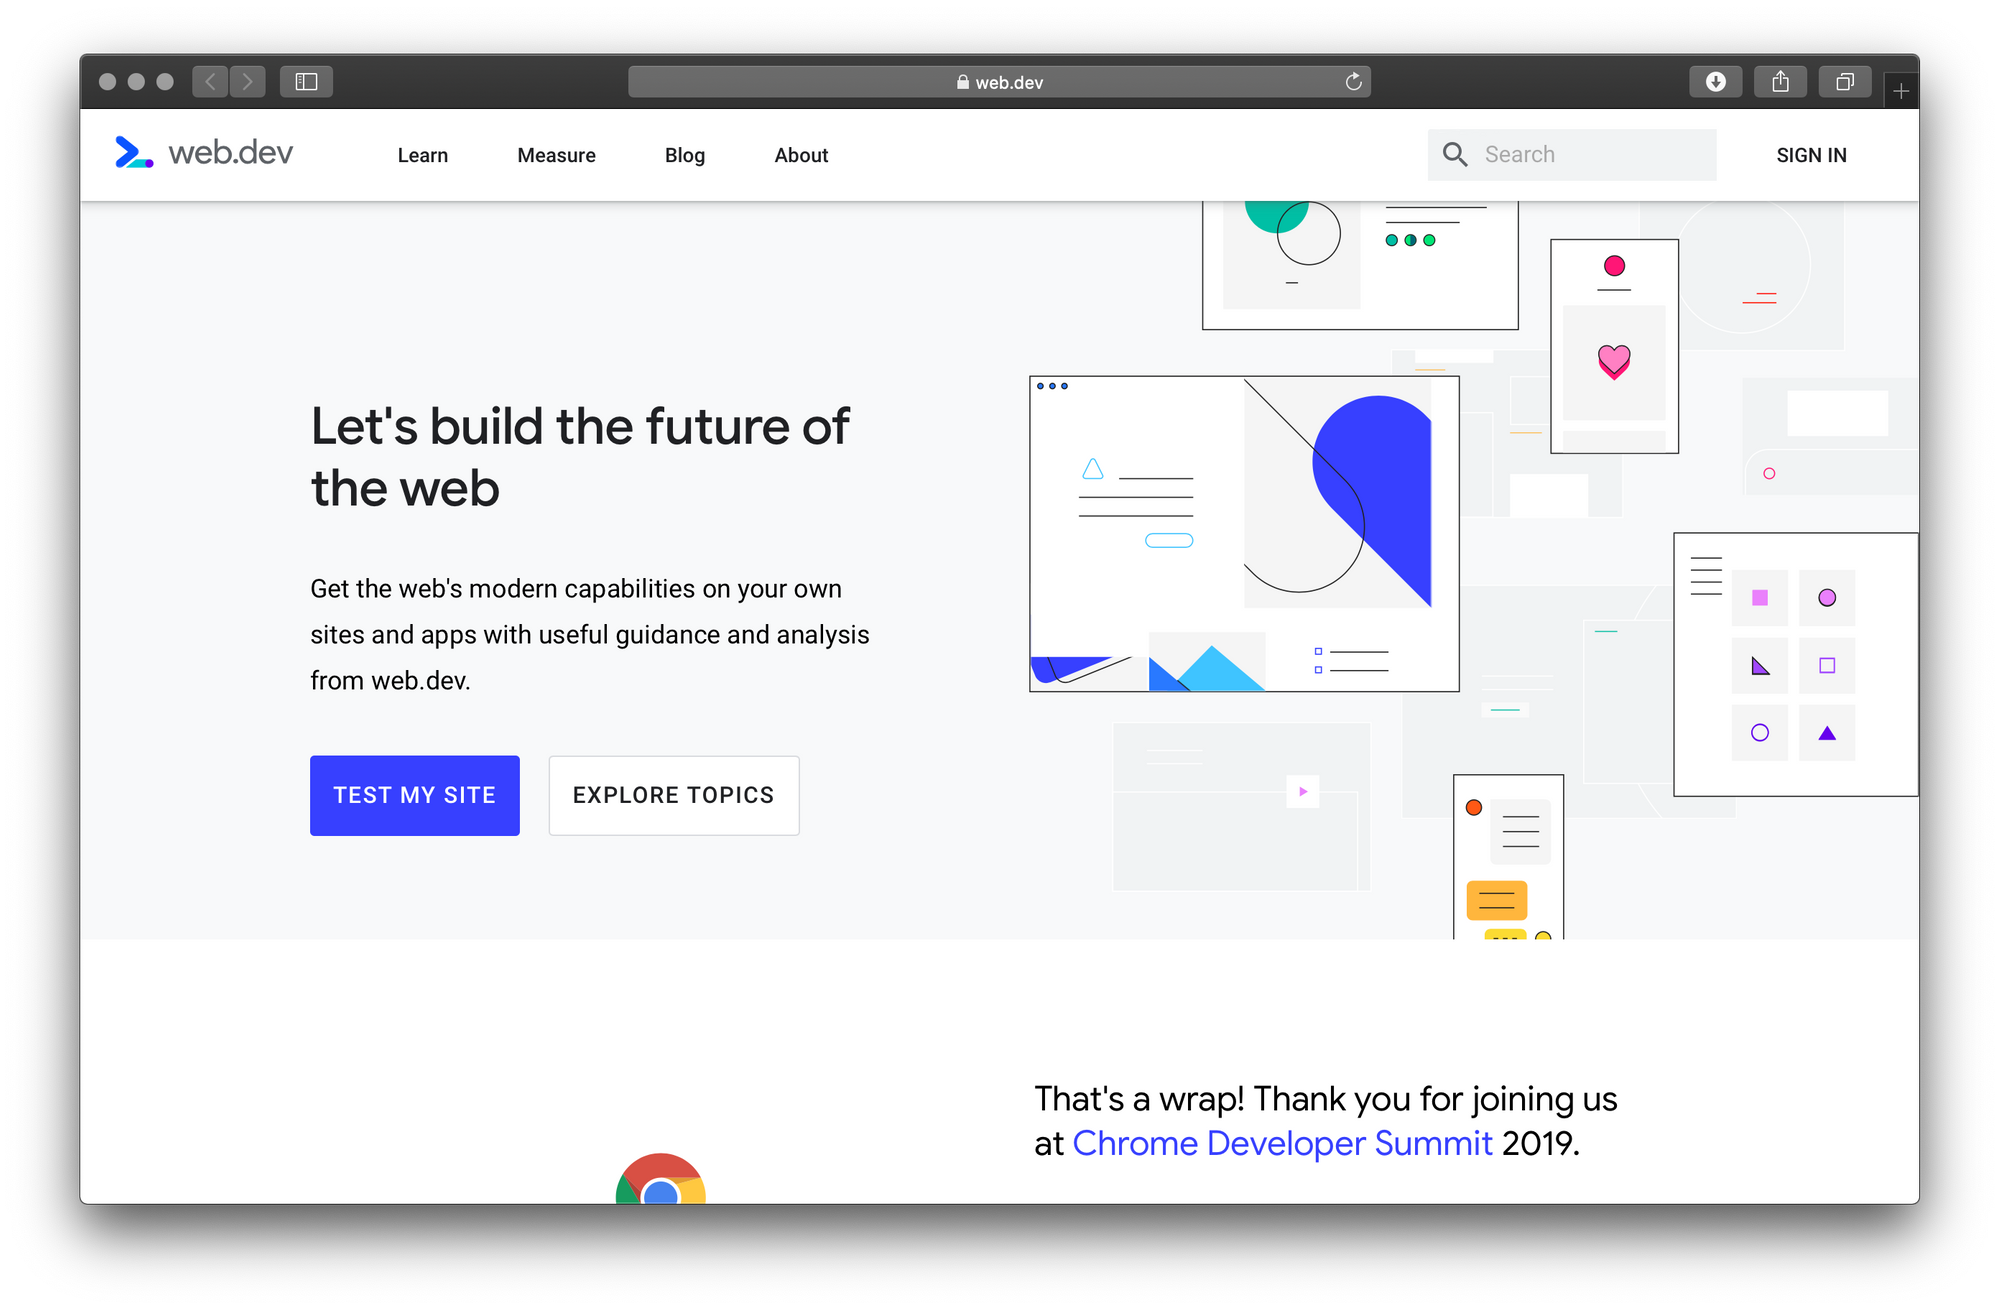 web.dev
web.dev
Learn
Measure
Blog
About
Search
SIGN IN
Let's build the future of
the web
Get the web's modern capabilities on your own
sites and apps with useful guidance and analysis
from web.dev.
TEST MY SITE
EXPLORE TOPICS
That's a wrap! Thank you for joining us
at Chrome Developer Summit 2019.